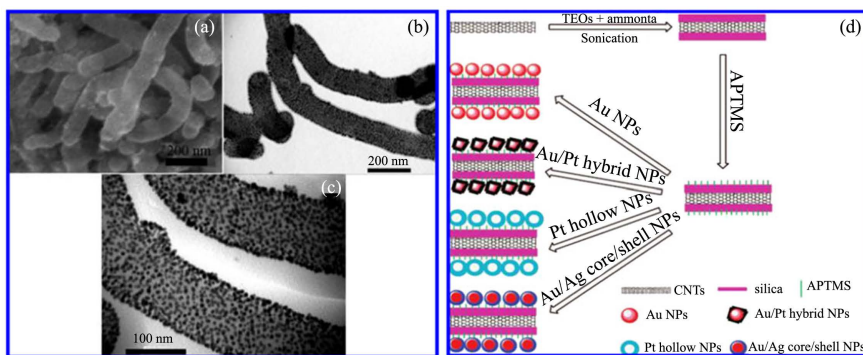 (a)
200 nm
(b)
200 nm
(c)
100 nm
(d)
TEOs + ammonta
Sonication
APTMS
Au NPs
Au/Pt hybrid NPs
Pt hollow NPs
Au/Ag core/shell NPs
CNTs
silica
APTMS
Au NPs
Au/Pt hybrid NPs
Pt hollow NPs
Au/Ag core/shell NPs